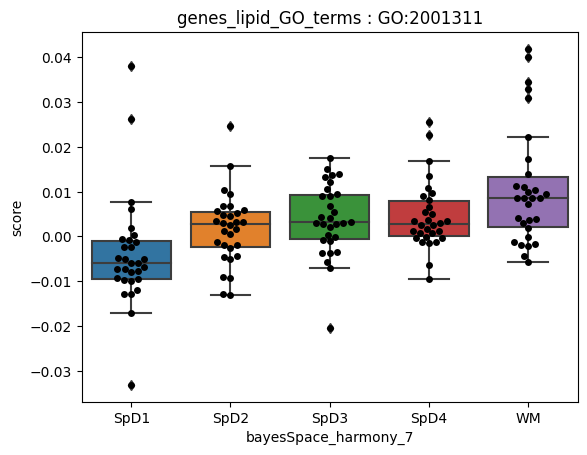 genes_lipid_GO_terms : GO:2001311
0.04
0.03
0.02
0.01
0.00
−0.01
−0.02
−0.03
score
SpD1 SpD2 SpD3 SpD4 WM
bayesSpace_harmony_7